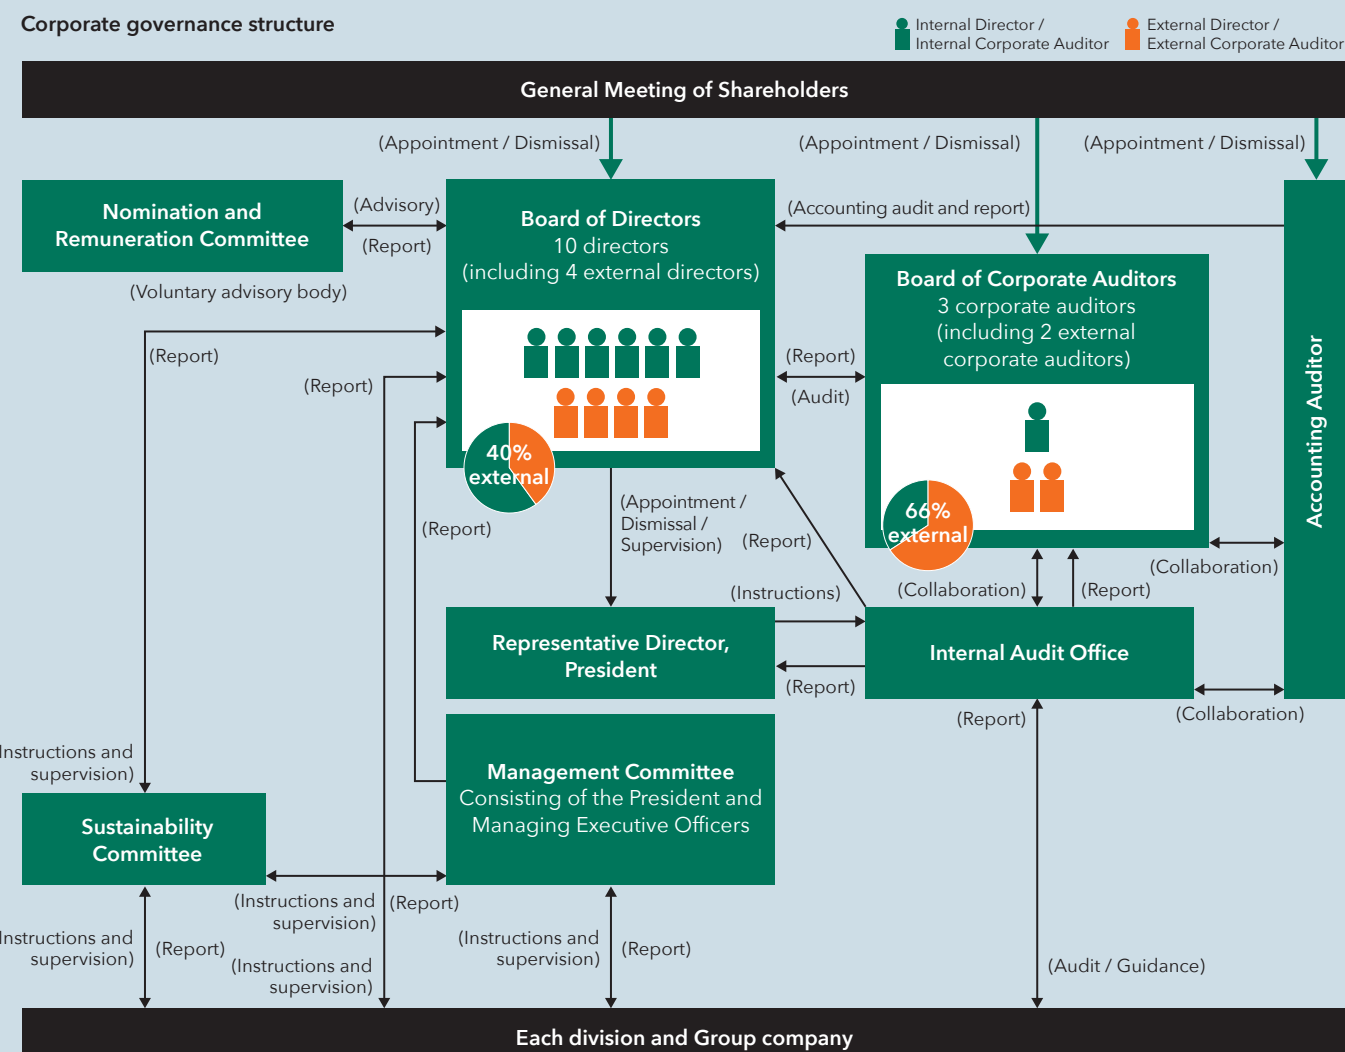 Corporate governance structure
Internal Director /
Internal Corporate Auditor
External Director /
External Corporate Auditor
General Meeting of Shareholders
(Appointment / Dismissal)
(Appointment / Dismissal)
(Appointment / Dismissal)
Nomination and
Remuneration Committee
(Advisory)
(Report)
(Voluntary advisory body)
Board of Directors
10 directors
(including 4 external directors)
40%
external
(Accounting audit and report)
Board of Corporate Auditors
3 corporate auditors
(including 2 external
corporate auditors)
66%
external
Accounting Auditor
(Report)
(Report)
(Report)
(Audit)
(Report)
(Appointment /
Dismissal /
Supervision)
(Report)
(Instructions)
(Collaboration)
(Report)
(Collaboration)
Representative Director,
President
(Report)
Internal Audit Office
(Collaboration)
(Report)
Instructions and
supervision)
Management Committee
Consisting of the President and
Managing Executive Officers
Sustainability
Committee
(Instructions and
supervision)
(Report)
Instructions and
supervision)
(Report)
(Instructions and
supervision)
(Instructions and
supervision)
(Report)
(Audit / Guidance)
Each division and Group company